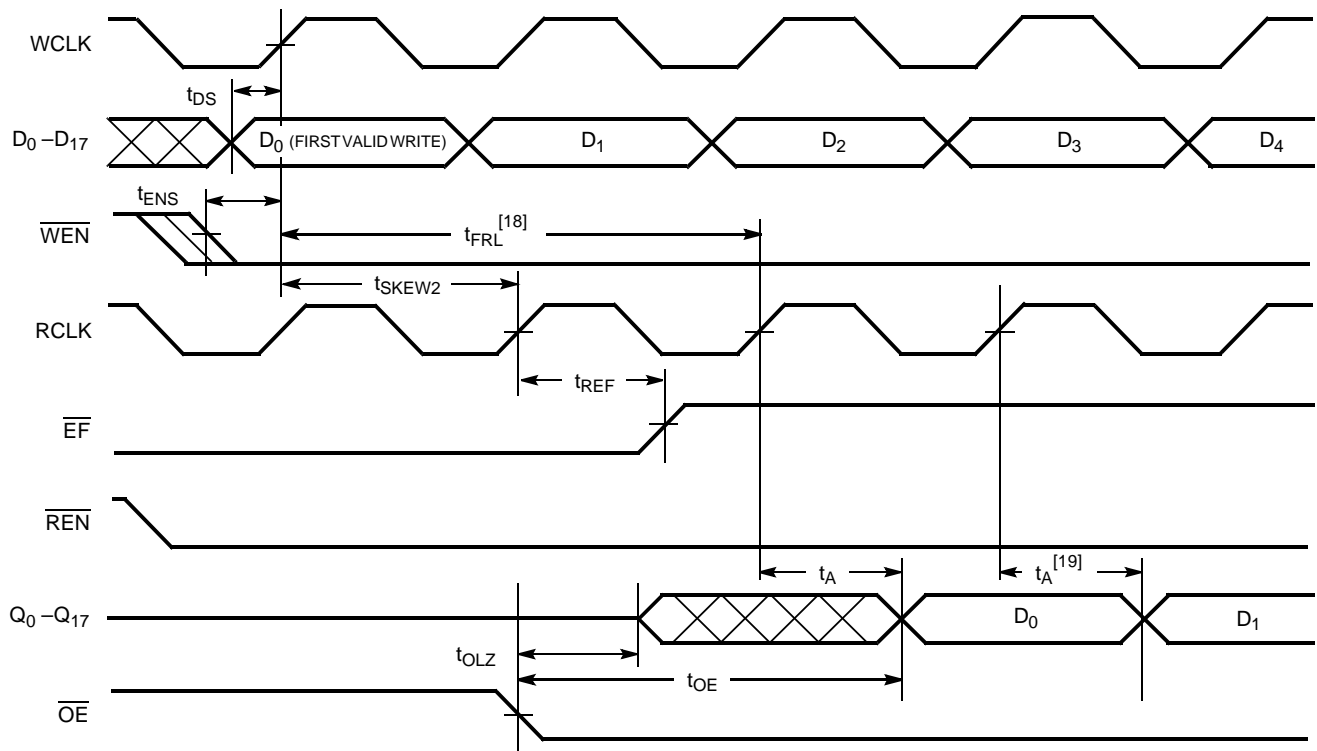 WCLK
tDS
D0 –D17
D0 (FIRST VALID WRITE)
D1
D2
D3
D4
tENS
WEN
tFRL[18]
tSKEW2
RCLK
tREF
EF
REN
tA
tA[19]
Q0 –Q17
D0
D1
tOLZ
tOE
OE